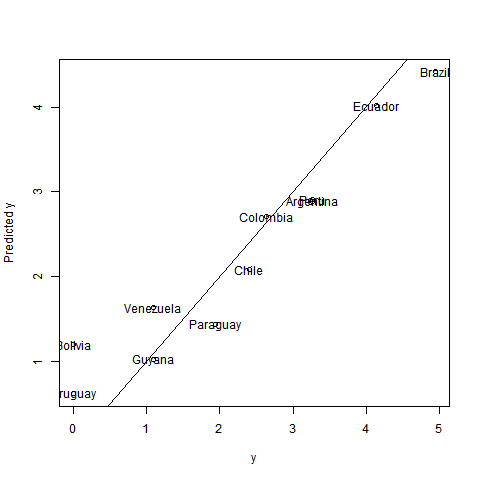 Brazil
Ecuador
4
Peru
Argentina
3
Colombia
Predicted y
Chile
2
Venezuela
Paraguay
Bolivia
Guyana
1
ruguay
0 1 2 3 4 5
y